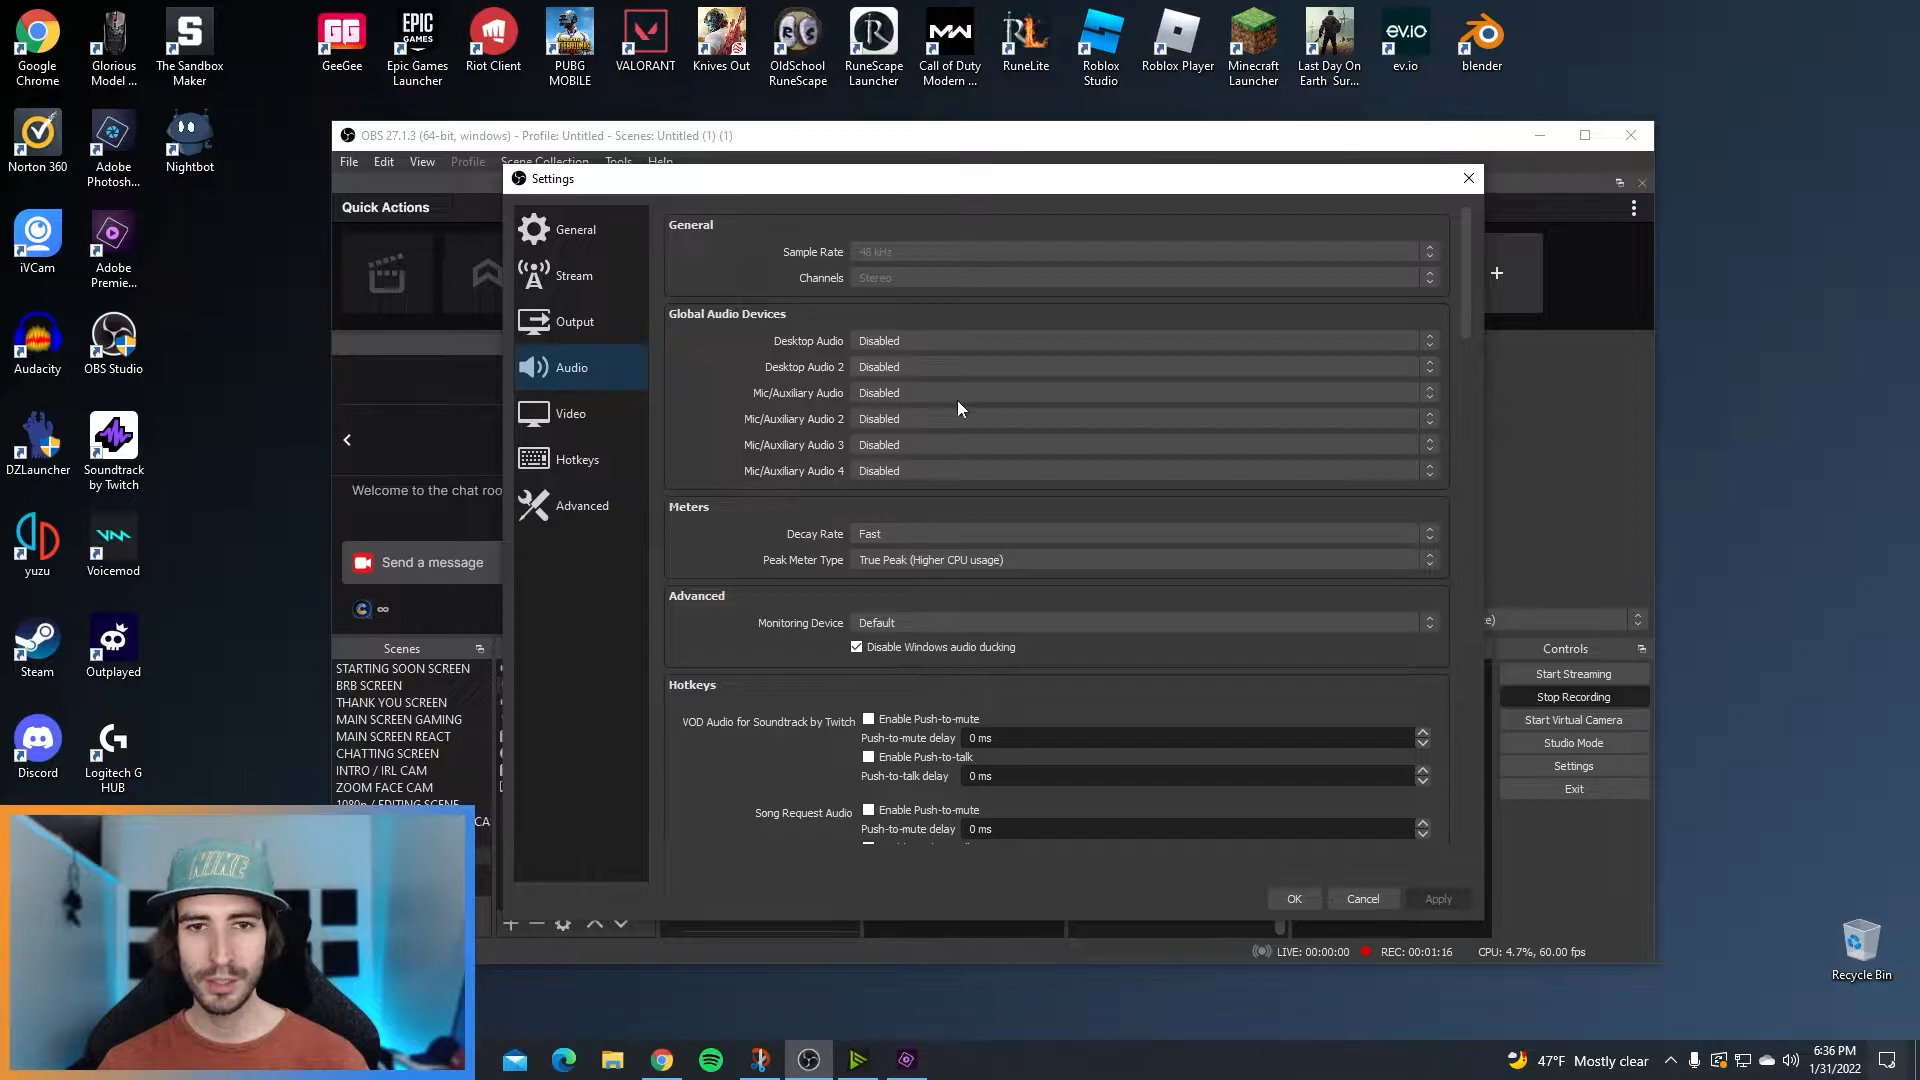 Google Chrome
Glorious Model ...
The Sandbox Maker
GeeGee
Epic Games Launcher
Riot Client
PUBG MOBILE
VALORANT
Knives Out
OldSchool RuneScape
RuneScape Launcher
Call of Duty Modern ...
RuneLite
Roblox Studio
Roblox Player
Minecraft Launcher
Last Day On Earth Sur...
ev.io
blender
Norton 360
Adobe Photosh...
Nightbot
iVCam
Adobe Premie...
Audacity
OBS Studio
DZLauncher
Soundtrack by Twitch
yuzu
Voicemod
Steam
Outplayed
Discord
Logitech G HUB
OBS 27.1.3 (64-bit, windows) - Profile: Untitled - Scenes: Untitled (1) (1)
File Edit View Profile Scene Collection Tools Help
Settings
Quick Actions
General
Stream
Output
Audio
Video
Hotkeys
Advanced
General
Sample Rate 48 kHz
Channels Stereo
Global Audio Devices
Desktop Audio Disabled
Desktop Audio 2 Disabled
Mic/Auxiliary Audio Disabled
Mic/Auxiliary Audio 2 Disabled
Mic/Auxiliary Audio 3 Disabled
Mic/Auxiliary Audio 4 Disabled
Meters
Decay Rate Fast
Peak Meter Type True Peak (Higher CPU usage)
Advanced
Monitoring Device Default
Disable Windows audio ducking
Hotkeys
VOD Audio for Soundtrack by Twitch Enable Push-to-mute
Push-to-mute delay 0 ms
Enable Push-to-talk
Push-to-talk delay 0 ms
Song Request Audio Enable Push-to-mute
Push-to-mute delay 0 ms
OK Cancel Apply
Welcome to the chat roo
Send a message
Scenes
STARTING SOON SCREEN
BRB SCREEN
THANK YOU SCREEN
MAIN SCREEN GAMING
MAIN SCREEN REACT
CHATTING SCREEN
INTRO / IRL CAM
ZOOM FACE CAM
1080p / EDITING SCENE
CA
Controls
Start Streaming
Stop Recording
Start Virtual Camera
Studio Mode
Settings
Exit
LIVE: 00:00:00 REC: 00:01:16 CPU: 4.7%, 60.00 fps
Recycle Bin
NIKE
47°F Mostly clear
6:36 PM
1/31/2022